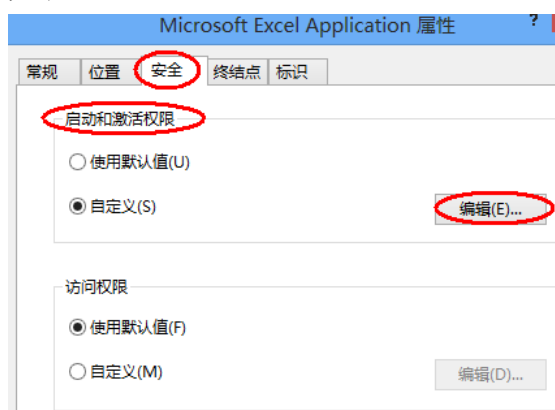 Microsoft Excel Application 属性 ?
常规 位置 安全 终结点 标识
启动和激活权限
使用默认值(U)
自定义(S) 编辑(E)...
访问权限
使用默认值(F)
自定义(M) 编辑(D)...